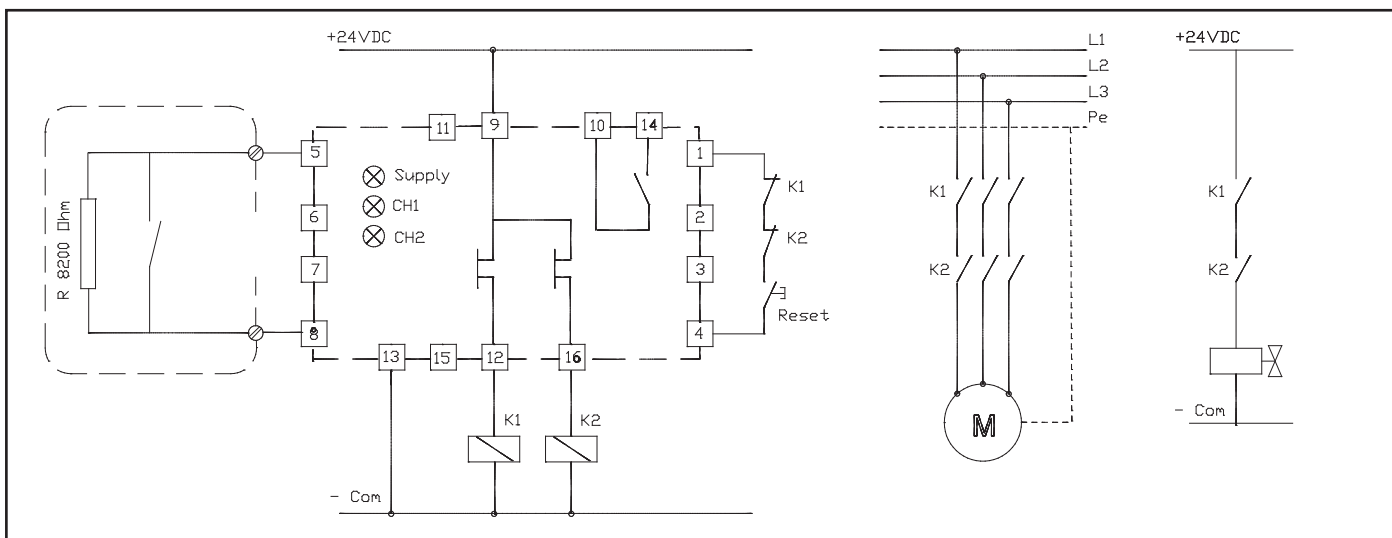 +24VDC
11
9
10
14
5
6
7
8
R 8200 Ohm
Supply
CH1
CH2
1
2
3
4
K1
K2
Reset
13
15
12
16
K1
K2
- Com
L1
L2
L3
Pe
K1
K2
M
+24VDC
K1
K2
- Com